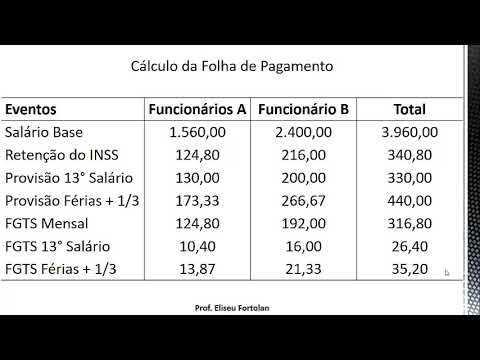 Cálculo da Folha de Pagamento
Eventos Funcionários A Funcionário B Total
Salário Base 1.560,00 2.400,00 3.960,00
Retenção do INSS 124,80 216,00 340,80
Provisão 13° Salário 130,00 200,00 330,00
Provisão Férias + 1/3 173,33 266,67 440,00
FGTS Mensal 124,80 192,00 316,80
FGTS 13° Salário 10,40 16,00 26,40
FGTS Férias + 1/3 13,87 21,33 35,20
Prof. Eliseu Fortolan